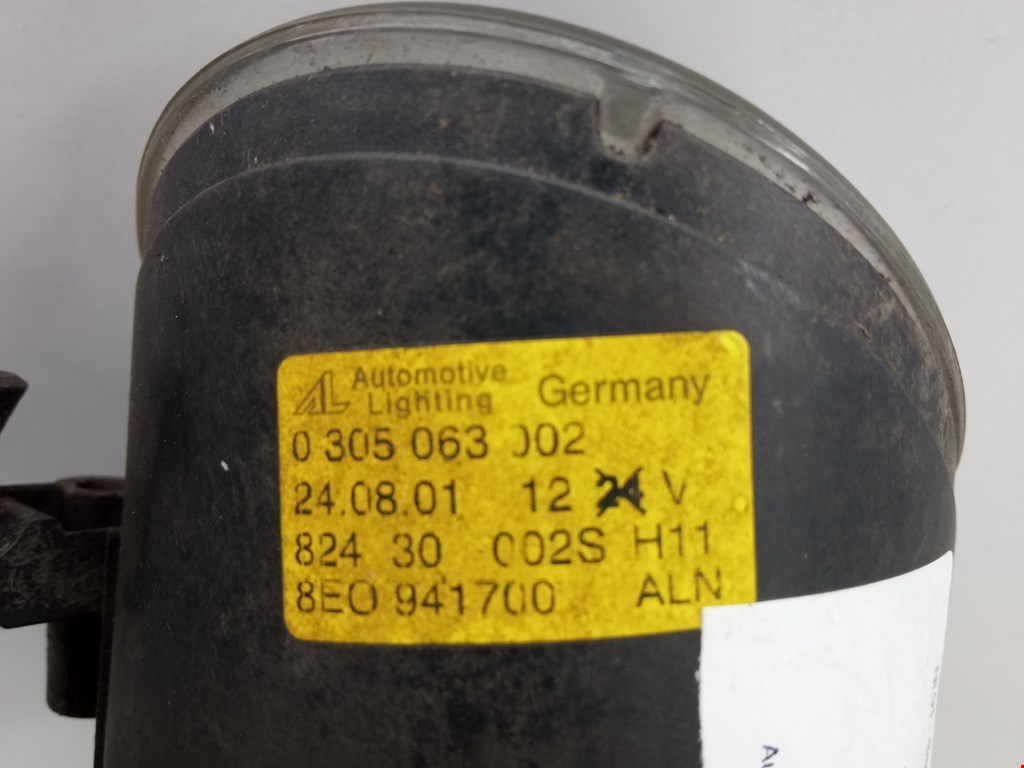 AL Automotive Lighting Germany
0 305 063 002
24.08.01 12 24 V
824 30 002S H11
8E0 941700 ALN